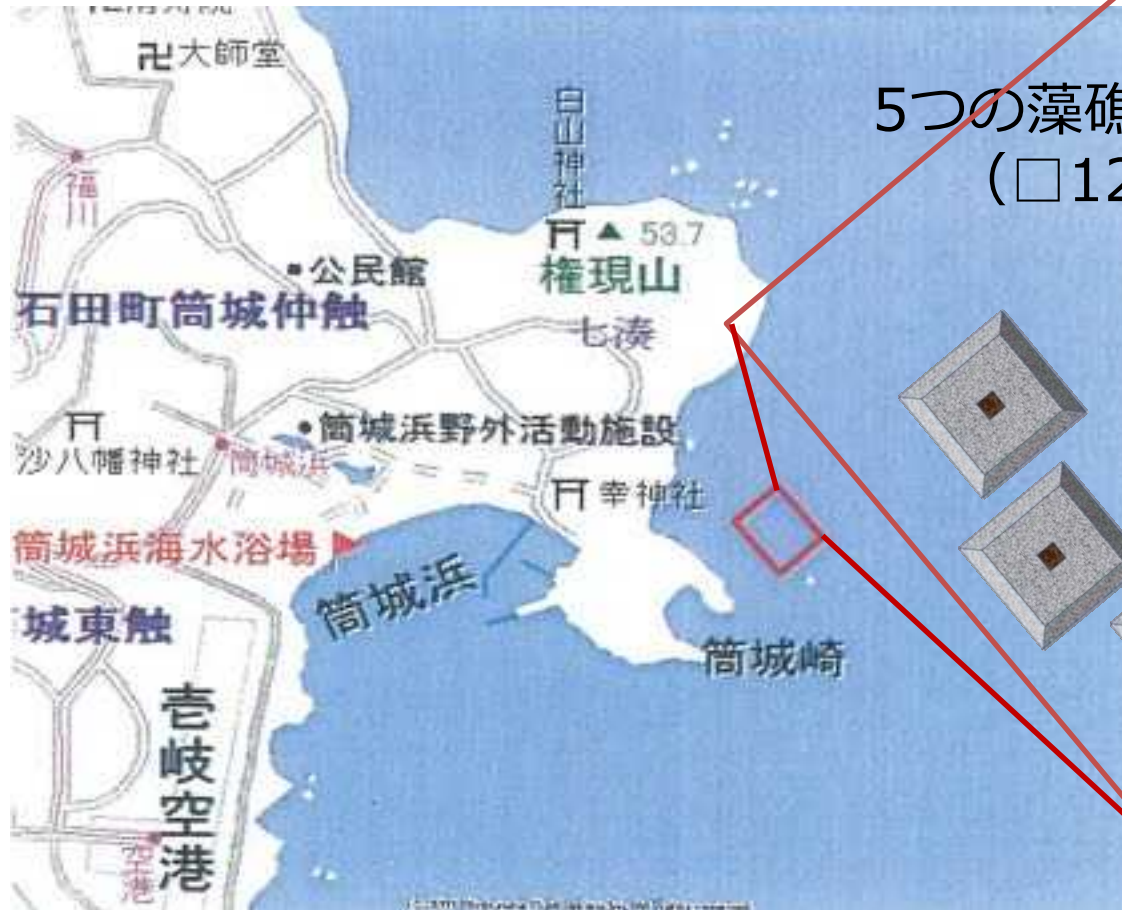 卍大師堂
白山神社
5つの藻礁
(□12
福川
53.7
権現山
・公民館
石田町筒城仲触
七湊
・筒城浜野外活動施設
沙八幡神社
筒城浜
幸神社
筒城浜海水浴場
筒城浜
城東触
筒城崎
壱岐空港
空港